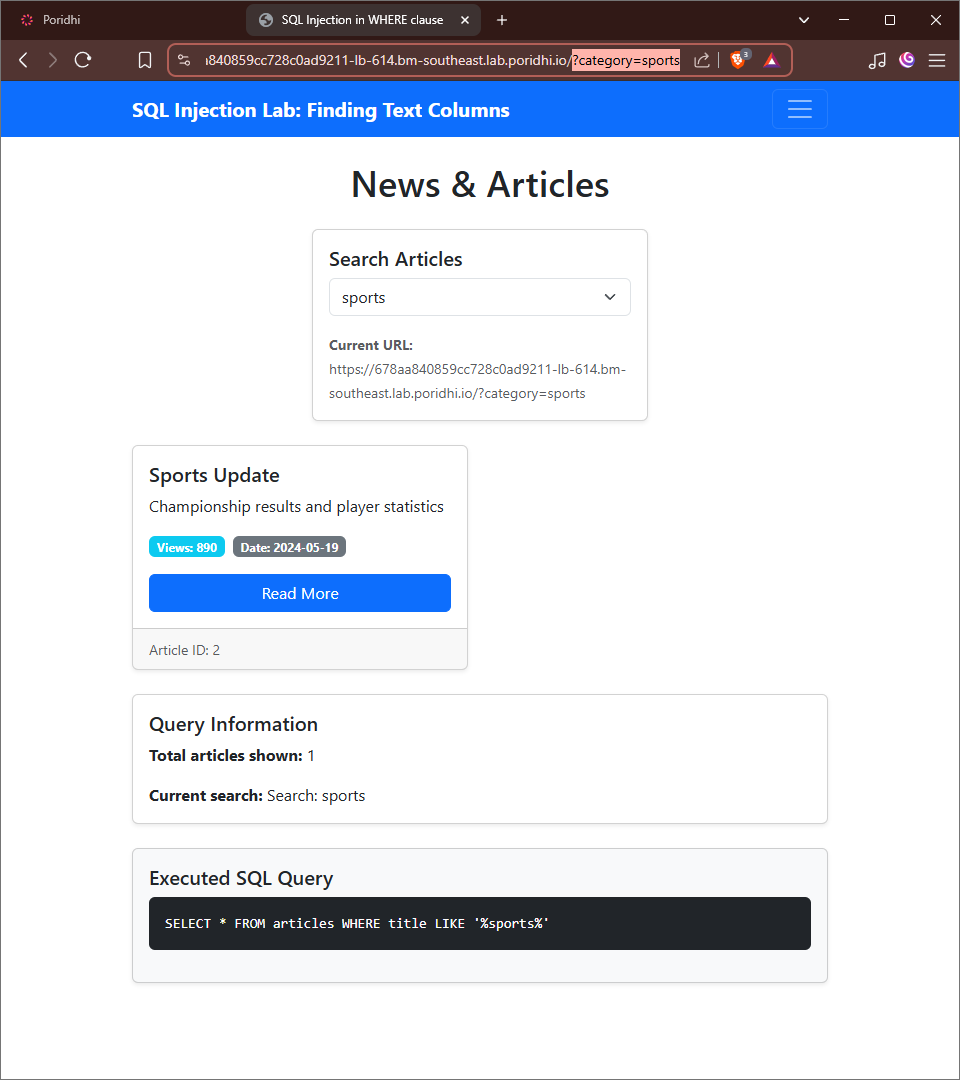 Poridhi
SQL Injection in WHERE clause
840859cc728c0ad9211-lb-614.bm-southeast.lab.poridhi.io/?category=sports
3
SQL Injection Lab: Finding Text Columns
News & Articles
Search Articles
sports
Current URL:
https://678aa840859cc728c0ad9211-lb-614.bm-
southeast.lab.poridhi.io/?category=sports
Sports Update
Championship results and player statistics
Views: 890 Date: 2024-05-19
Read More
Article ID: 2
Query Information
Total articles shown: 1
Current search: Search: sports
Executed SQL Query
SELECT * FROM articles WHERE title LIKE '%sports%'